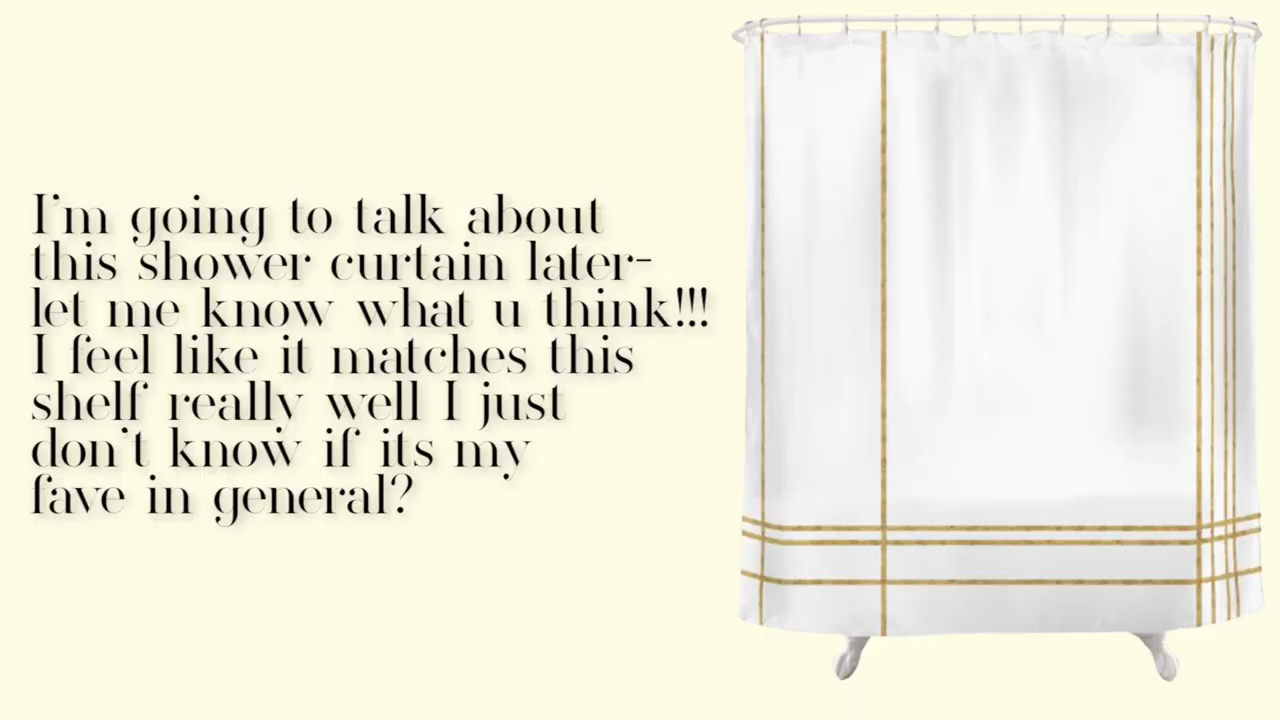 I'm going to talk about
this shower curtain later-
let me know what u think!!!
I feel like it matches this
shelf really well I just
don't know if its my
fave in general?